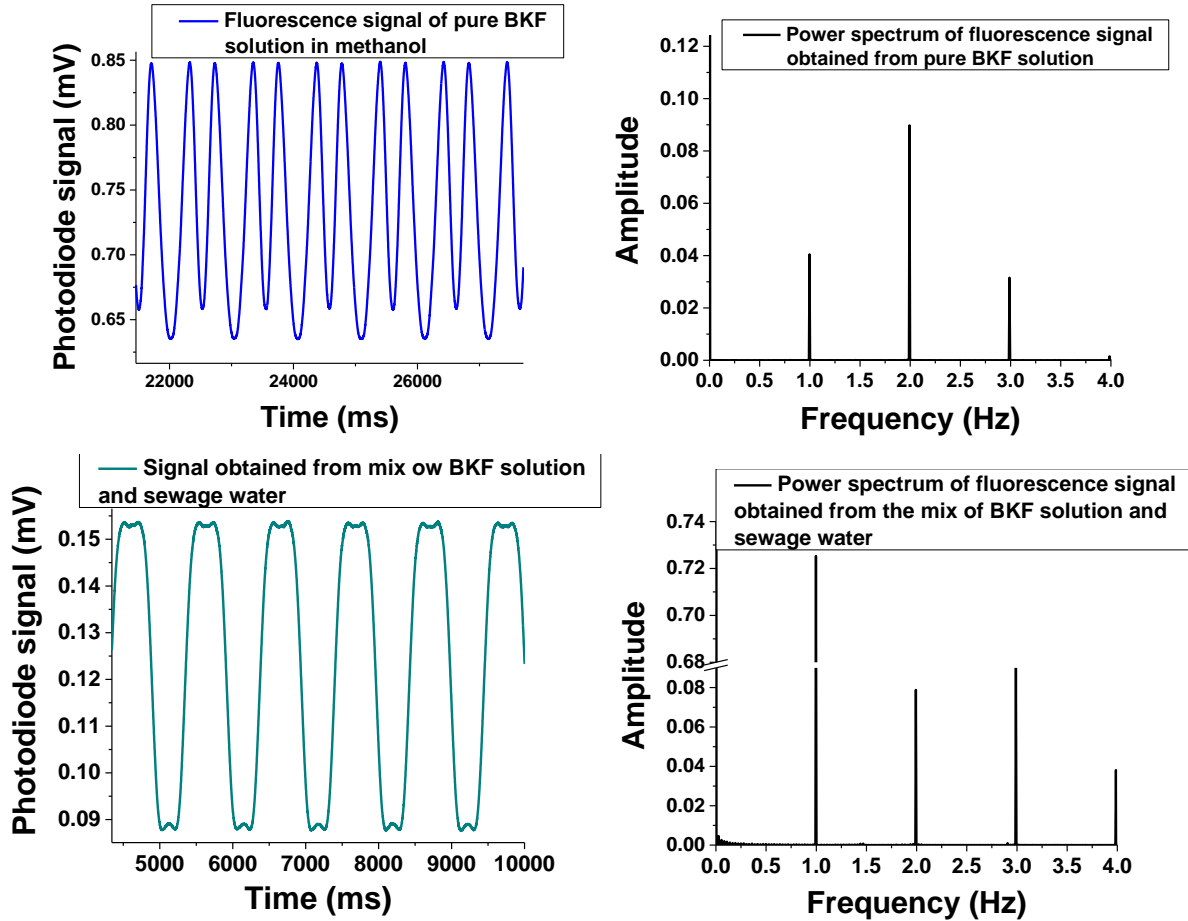 Fluorescence signal of pure BKF
solution in methanol
Photodiode signal (mV)
0.85
0.80
0.75
0.70
0.65
22000 24000 26000
Time (ms)
Power spectrum of fluorescence signal
obtained from pure BKF solution
Amplitude
0.12
0.10
0.08
0.06
0.04
0.02
0.00
0.0 0.5 1.0 1.5 2.0 2.5 3.0 3.5 4.0
Frequency (Hz)
Signal obtained from mix ow BKF solution
and sewage water
Photodiode signal (mV)
0.15
0.14
0.13
0.12
0.11
0.10
0.09
5000 6000 7000 8000 9000 10000
Time (ms)
Power spectrum of fluorescence signal
obtained from the mix of BKF solution and
sewage water
Amplitude
0.74
0.72
0.70
0.68
0.08
0.06
0.04
0.02
0.00
0.0 0.5 1.0 1.5 2.0 2.5 3.0 3.5 4.0
Frequency (Hz)